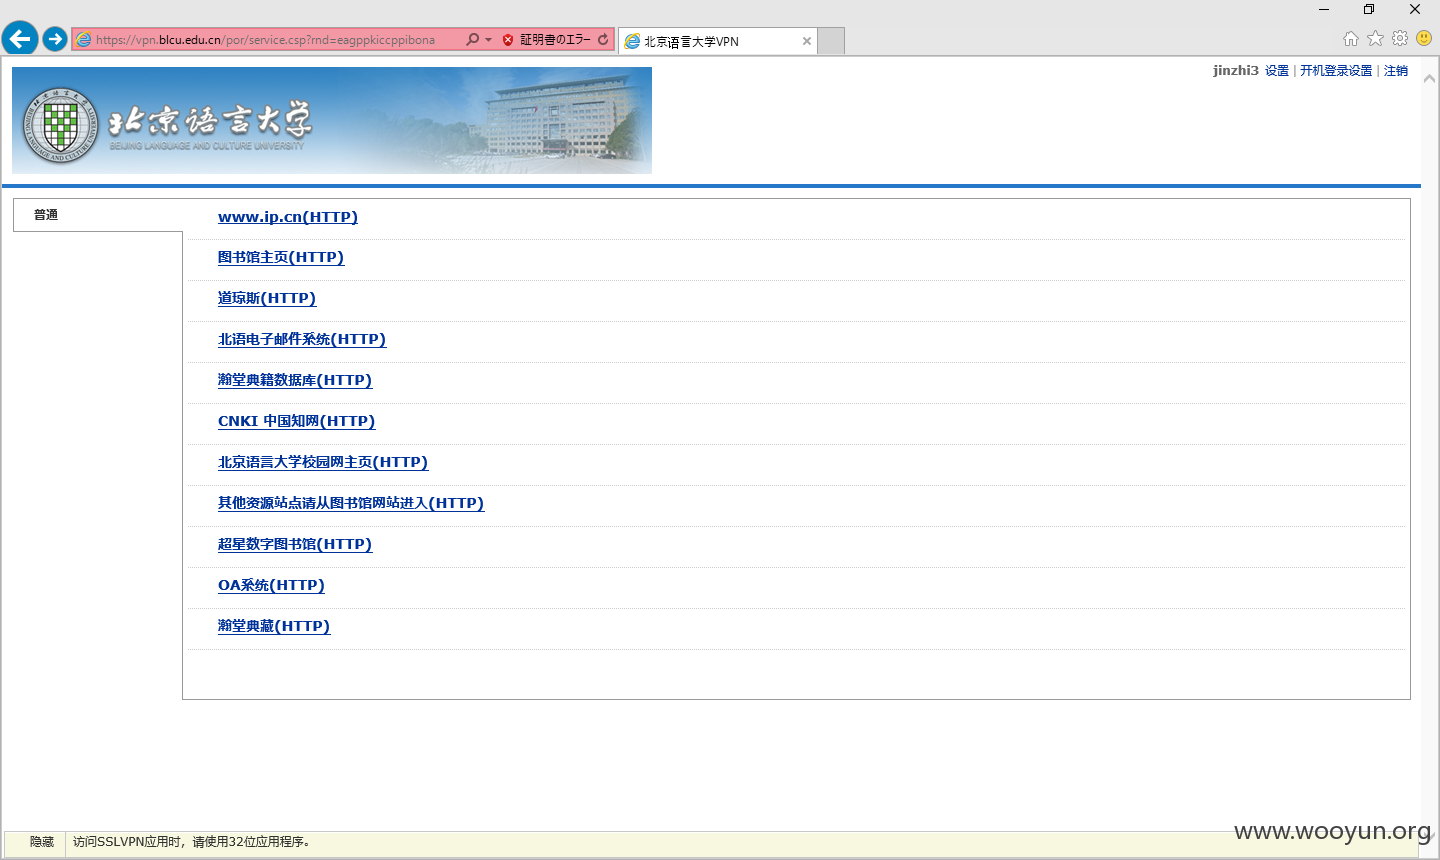 https://vpn.blcu.edu.cn/por/service.csp?rnd=eagppkiccppibona
証明書のエラー
北京语言大学VPN
jinzhi3 设置 | 开机登录设置 | 注销
北京语言大学
BEIJING LANGUAGE AND CULTURE UNIVERSITY
普通
www.ip.cn(HTTP)
图书馆主页(HTTP)
道琼斯(HTTP)
北语电子邮件系统(HTTP)
瀚堂典籍数据库(HTTP)
CNKI 中国知网(HTTP)
北京语言大学校园网主页(HTTP)
其他资源站点请从图书馆网站进入(HTTP)
超星数字图书馆(HTTP)
OA系统(HTTP)
瀚堂典藏(HTTP)
隐藏
访问SSLVPN应用时，请使用32位应用程序。
www.wooyun.org